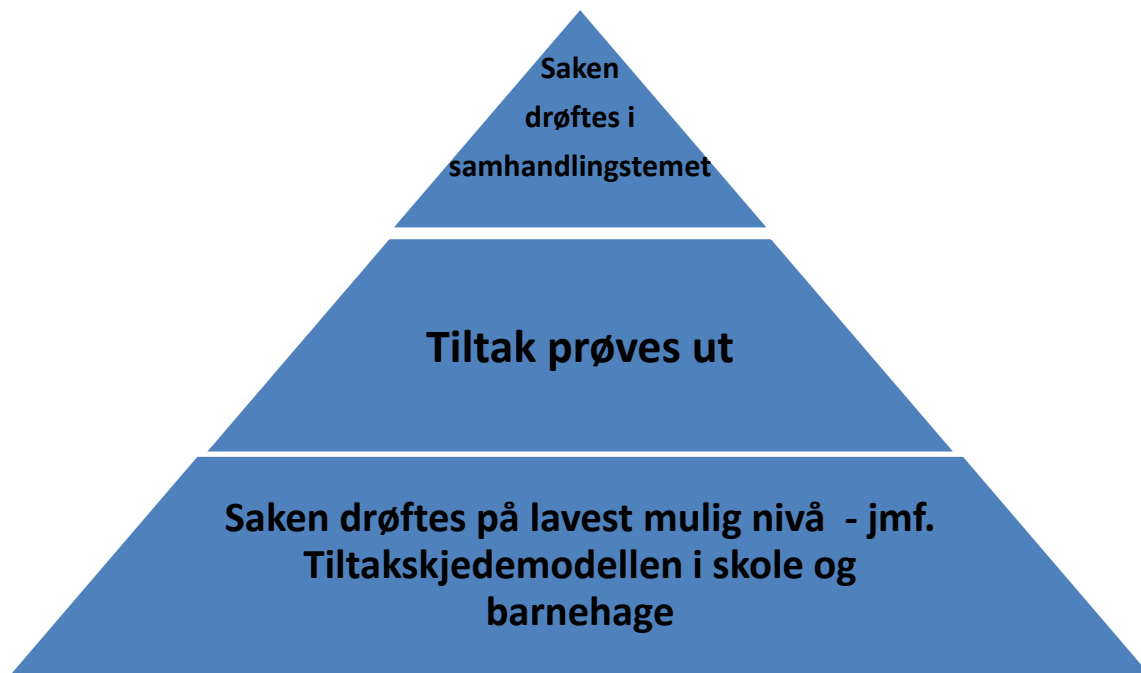 Saken
drøftes i
samhandlingstemet
Tiltak prøves ut
Saken drøftes på lavest mulig nivå  - jmf.
Tiltakskjedemodellen i skole og
barnehage